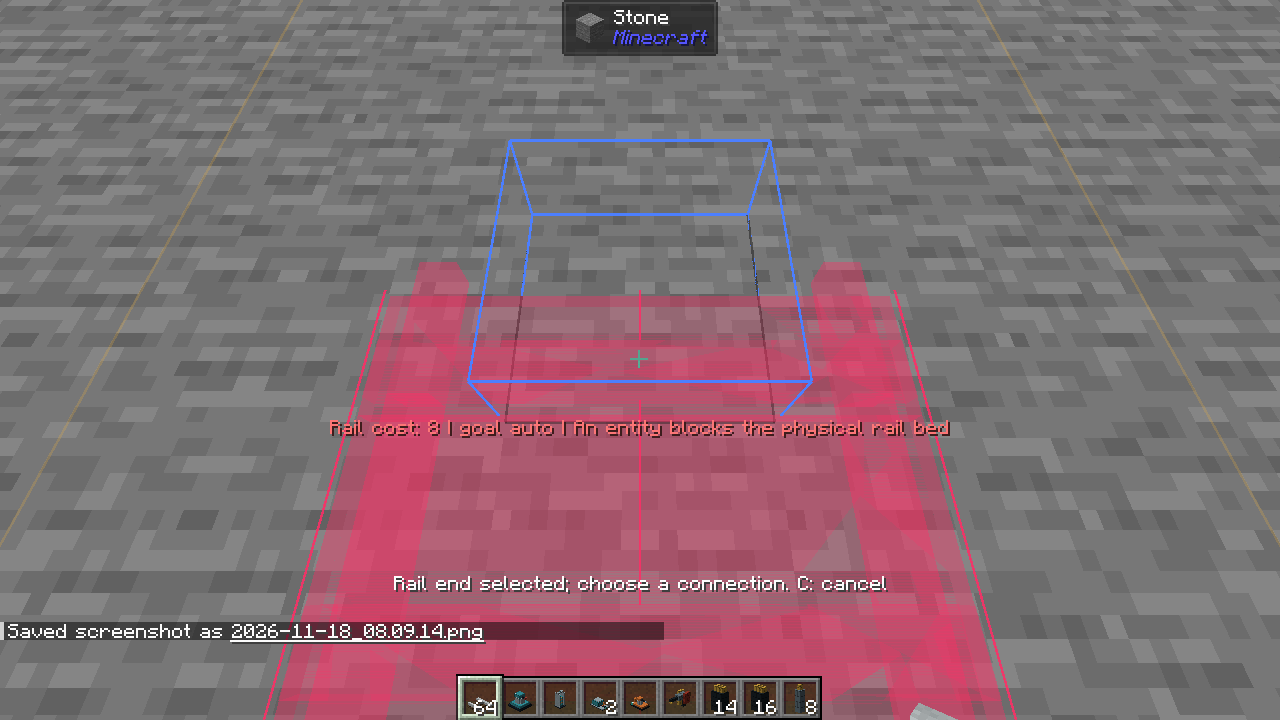 Stone
Minecraft
Rail cost: 8 | goal auto | An entity blocks the physical rail bed
Rail end selected; choose a connection. C: cancel
Saved screenshot as 2026-11-18_08.09.14.png
64 2 14 16 8